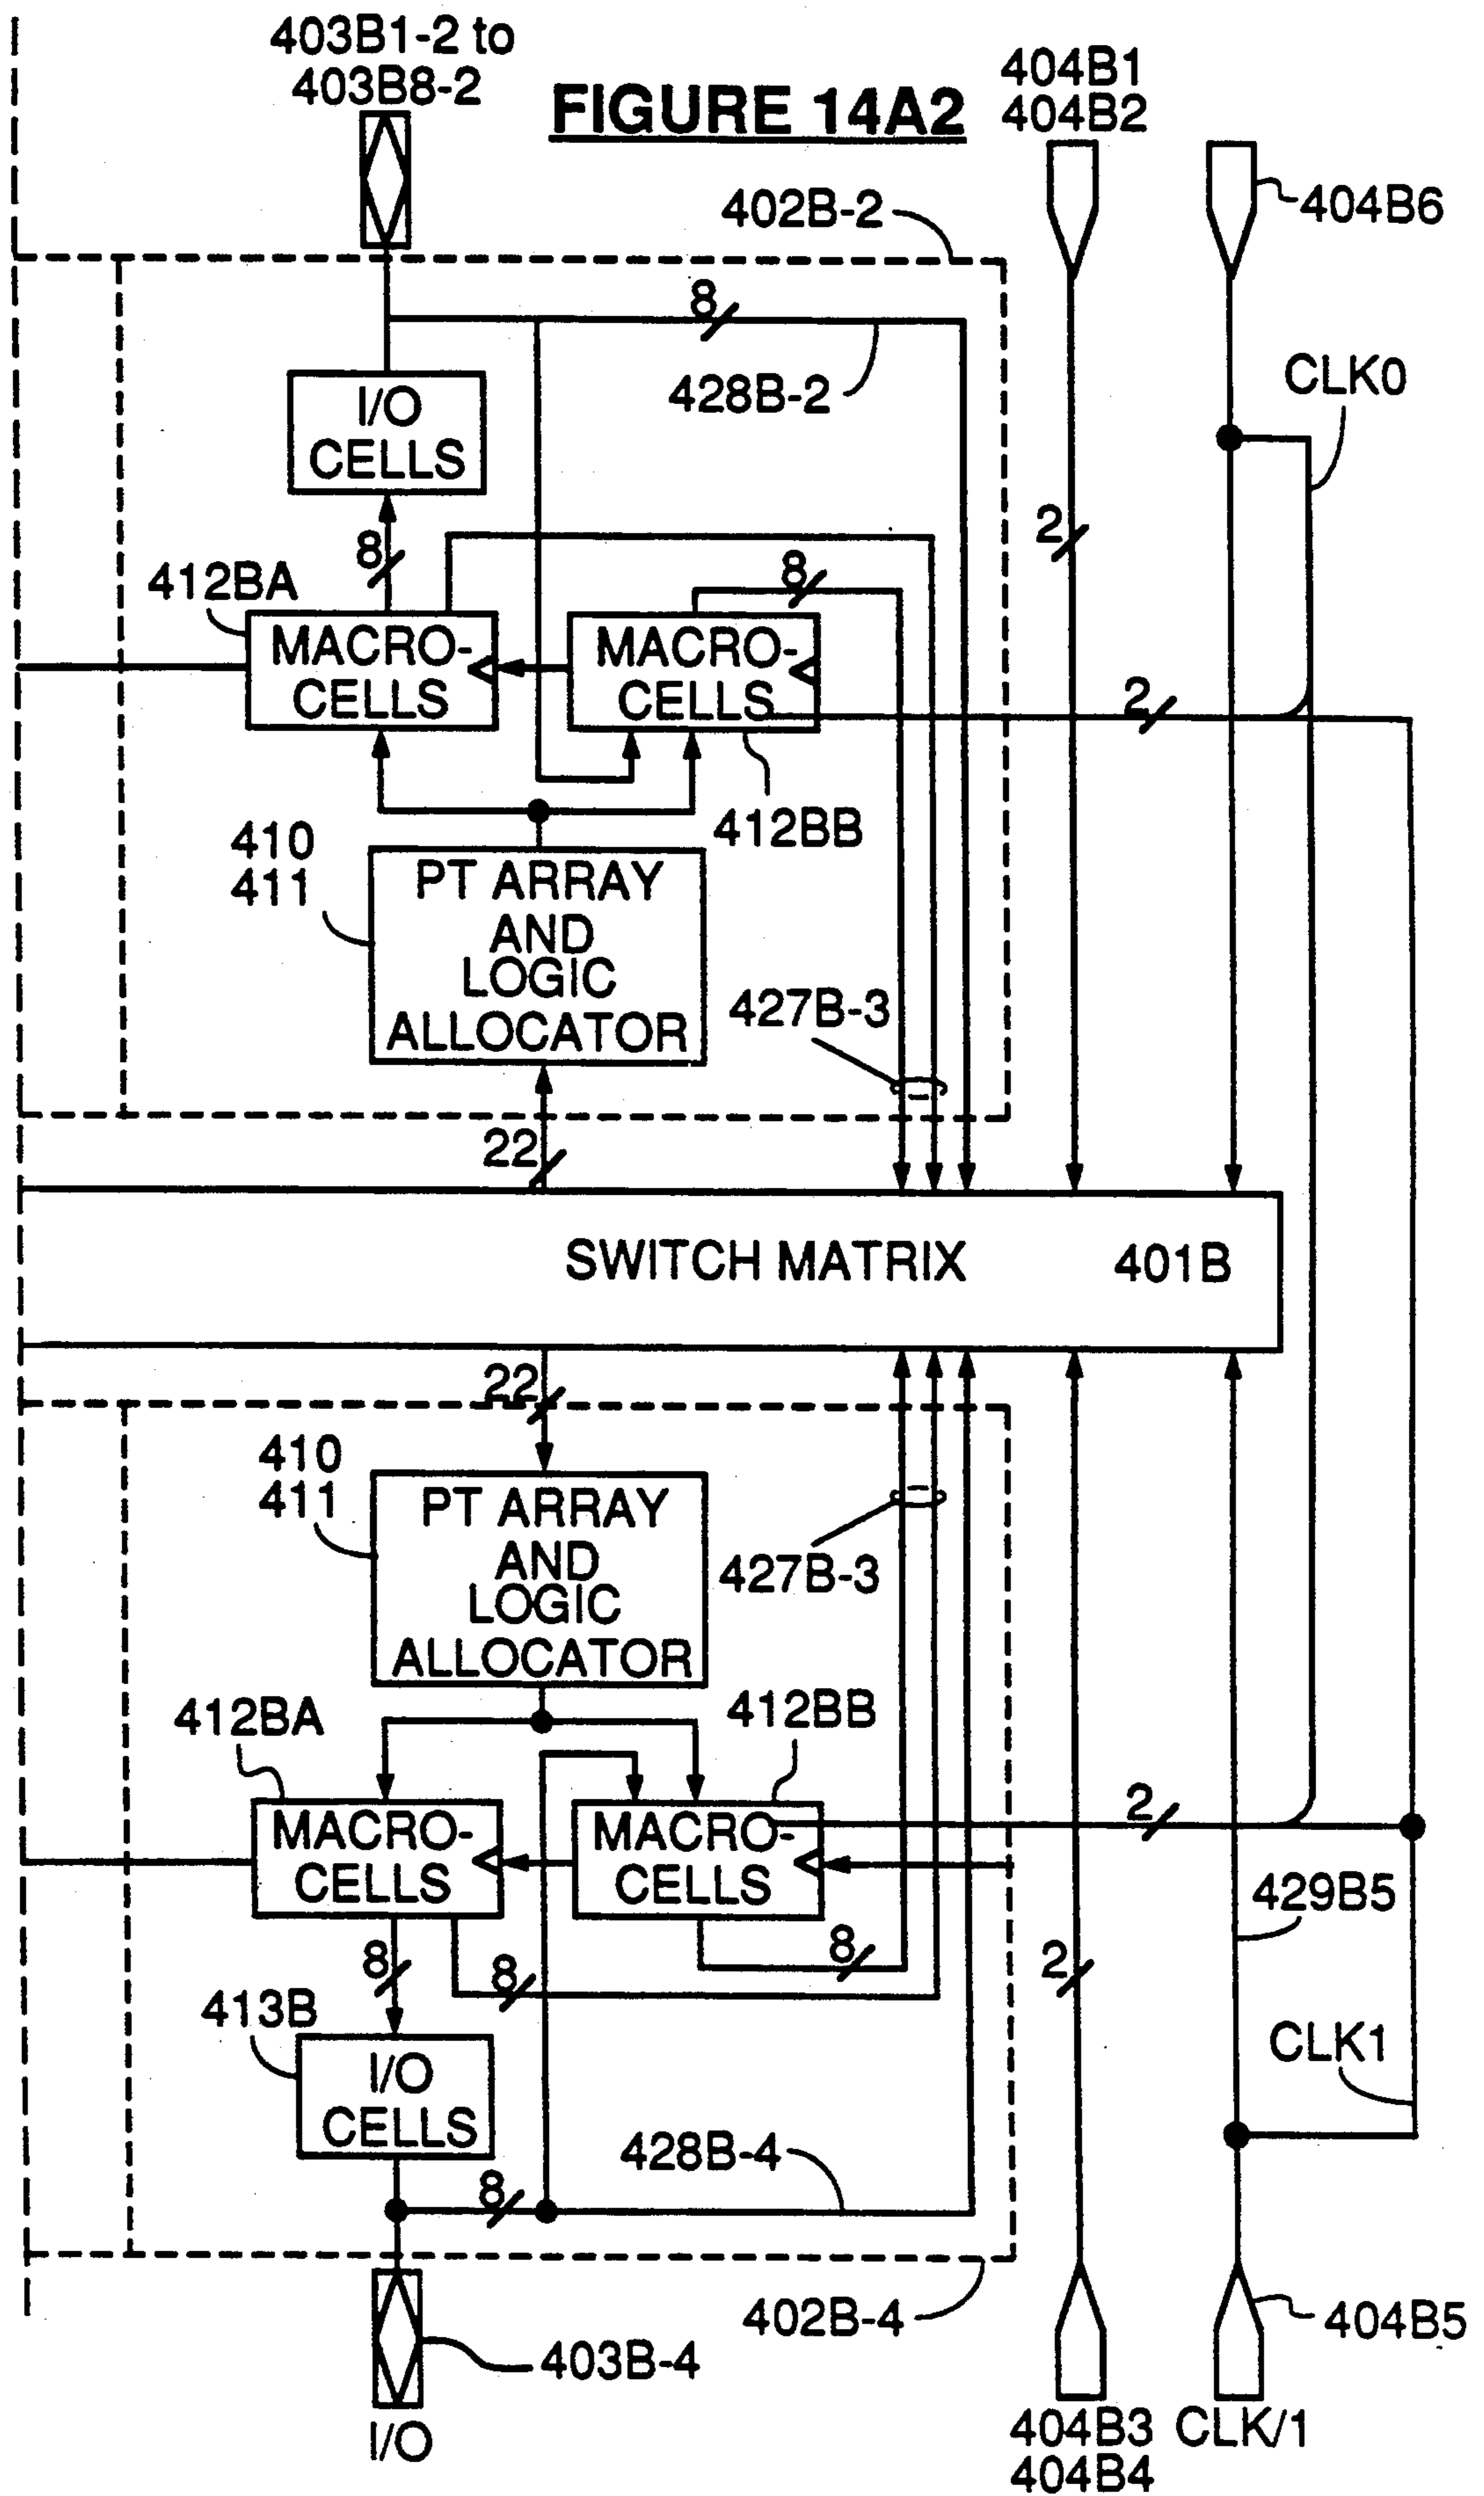 403B1-2 to
403B8-2
FIGURE 14A2
404B1
404B2
402B-2
404B6
8
428B-2
CLK0
I/O
CELLS
2
8
8
412BA
MACRO-
CELLS
MACRO-
CELLS
2
412BB
410
411
PT ARRAY
AND
LOGIC
ALLOCATOR
427B-3
22
SWITCH MATRIX
401B
22
410
411
PT ARRAY
AND
LOGIC
ALLOCATOR
427B-3
412BA
412BB
MACRO-
CELLS
MACRO-
CELLS
2
429B5
8
8
8
2
413B
I/O
CELLS
CLK1
428B-4
8
402B-4
404B5
403B-4
I/O
404B3
404B4
CLK/1